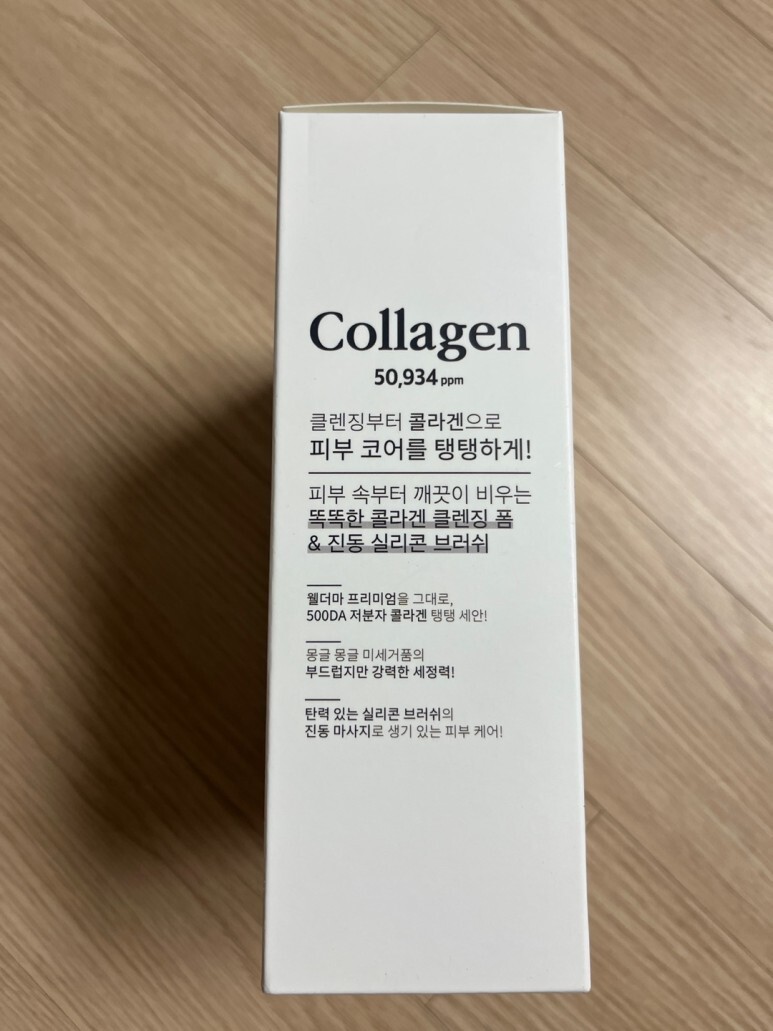 Collagen
50,934 ppm
클렌징부터 콜라겐으로
피부 코어를 탱탱하게!
피부 속부터 깨끗이 비우는
똑똑한 콜라겐 클렌징 폼
& 진동 실리콘 브러쉬
웰더마 프리미엄을 그대로,
500DA 저분자 콜라겐 탱탱 세안!
몽글 몽글 미세거품의
부드럽지만 강력한 세정력!
탄력 있는 실리콘 브러쉬의
진동 마사지로 생기 있는 피부 케어!